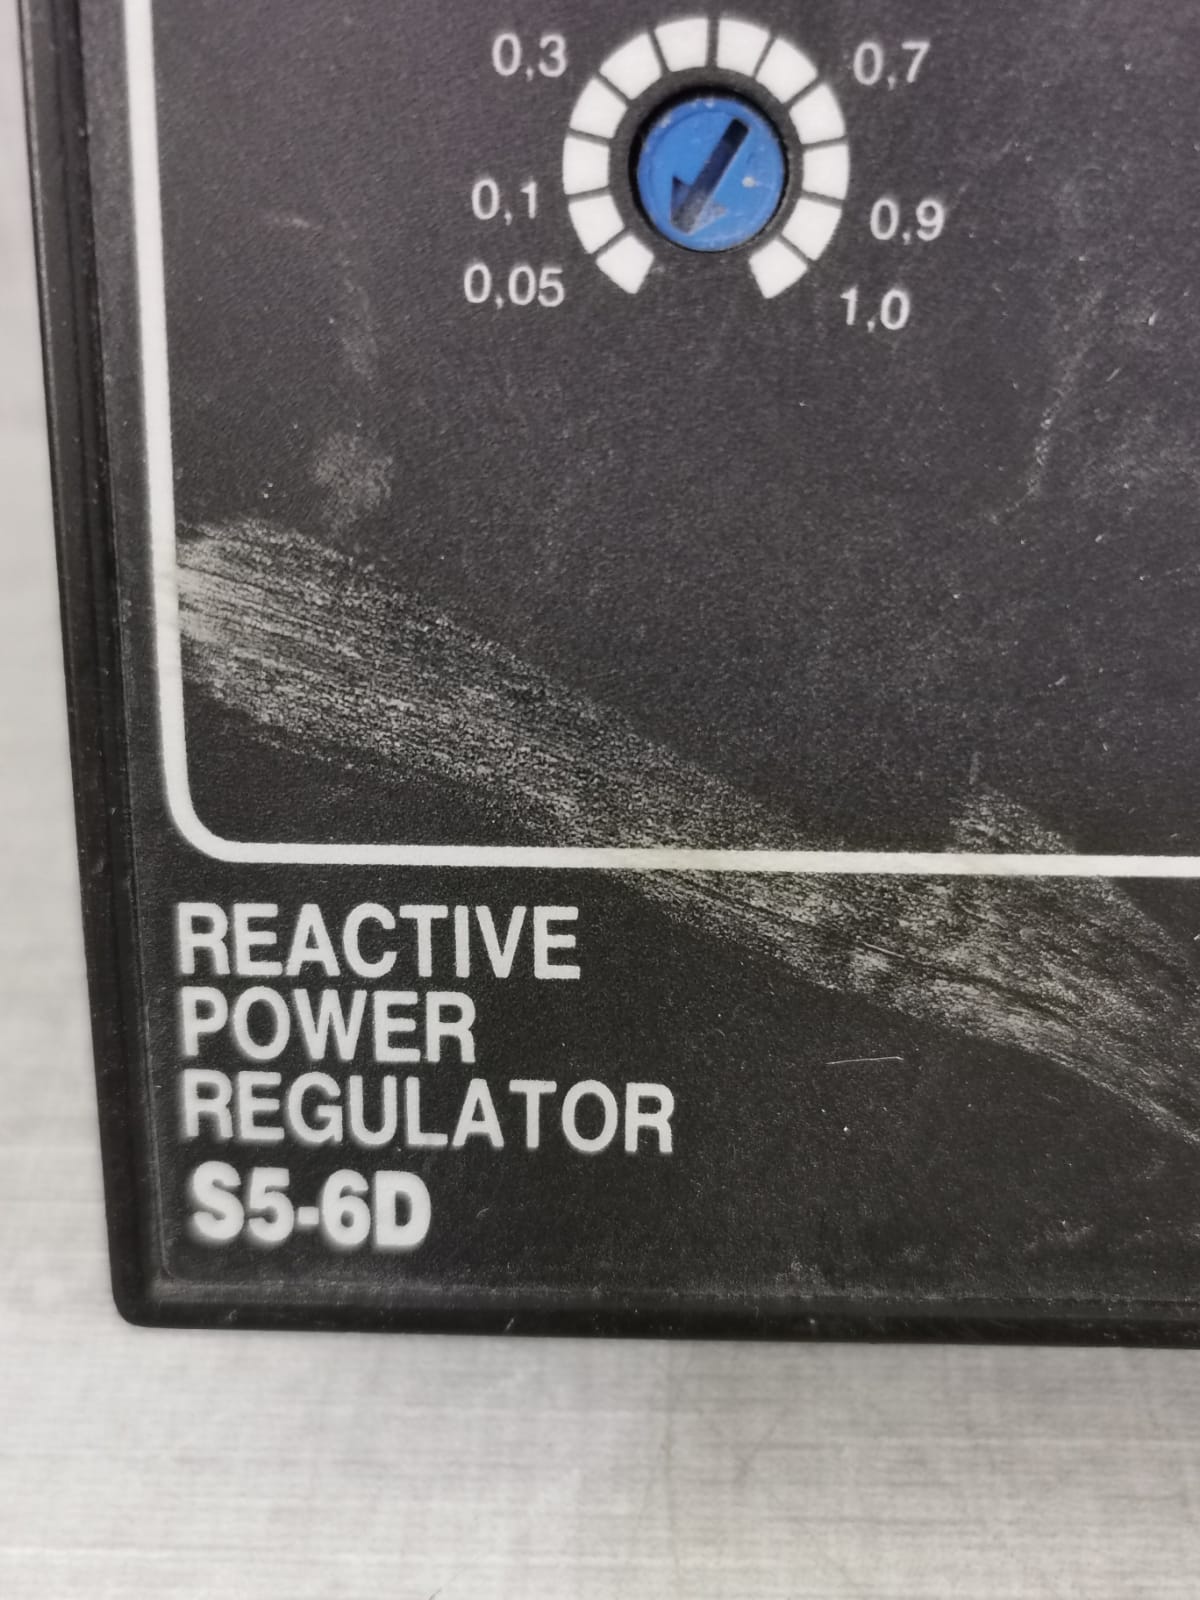 0,3 0,7
0,1 0,9
0,05 1,0
REACTIVE
POWER
REGULATOR
S5-6D